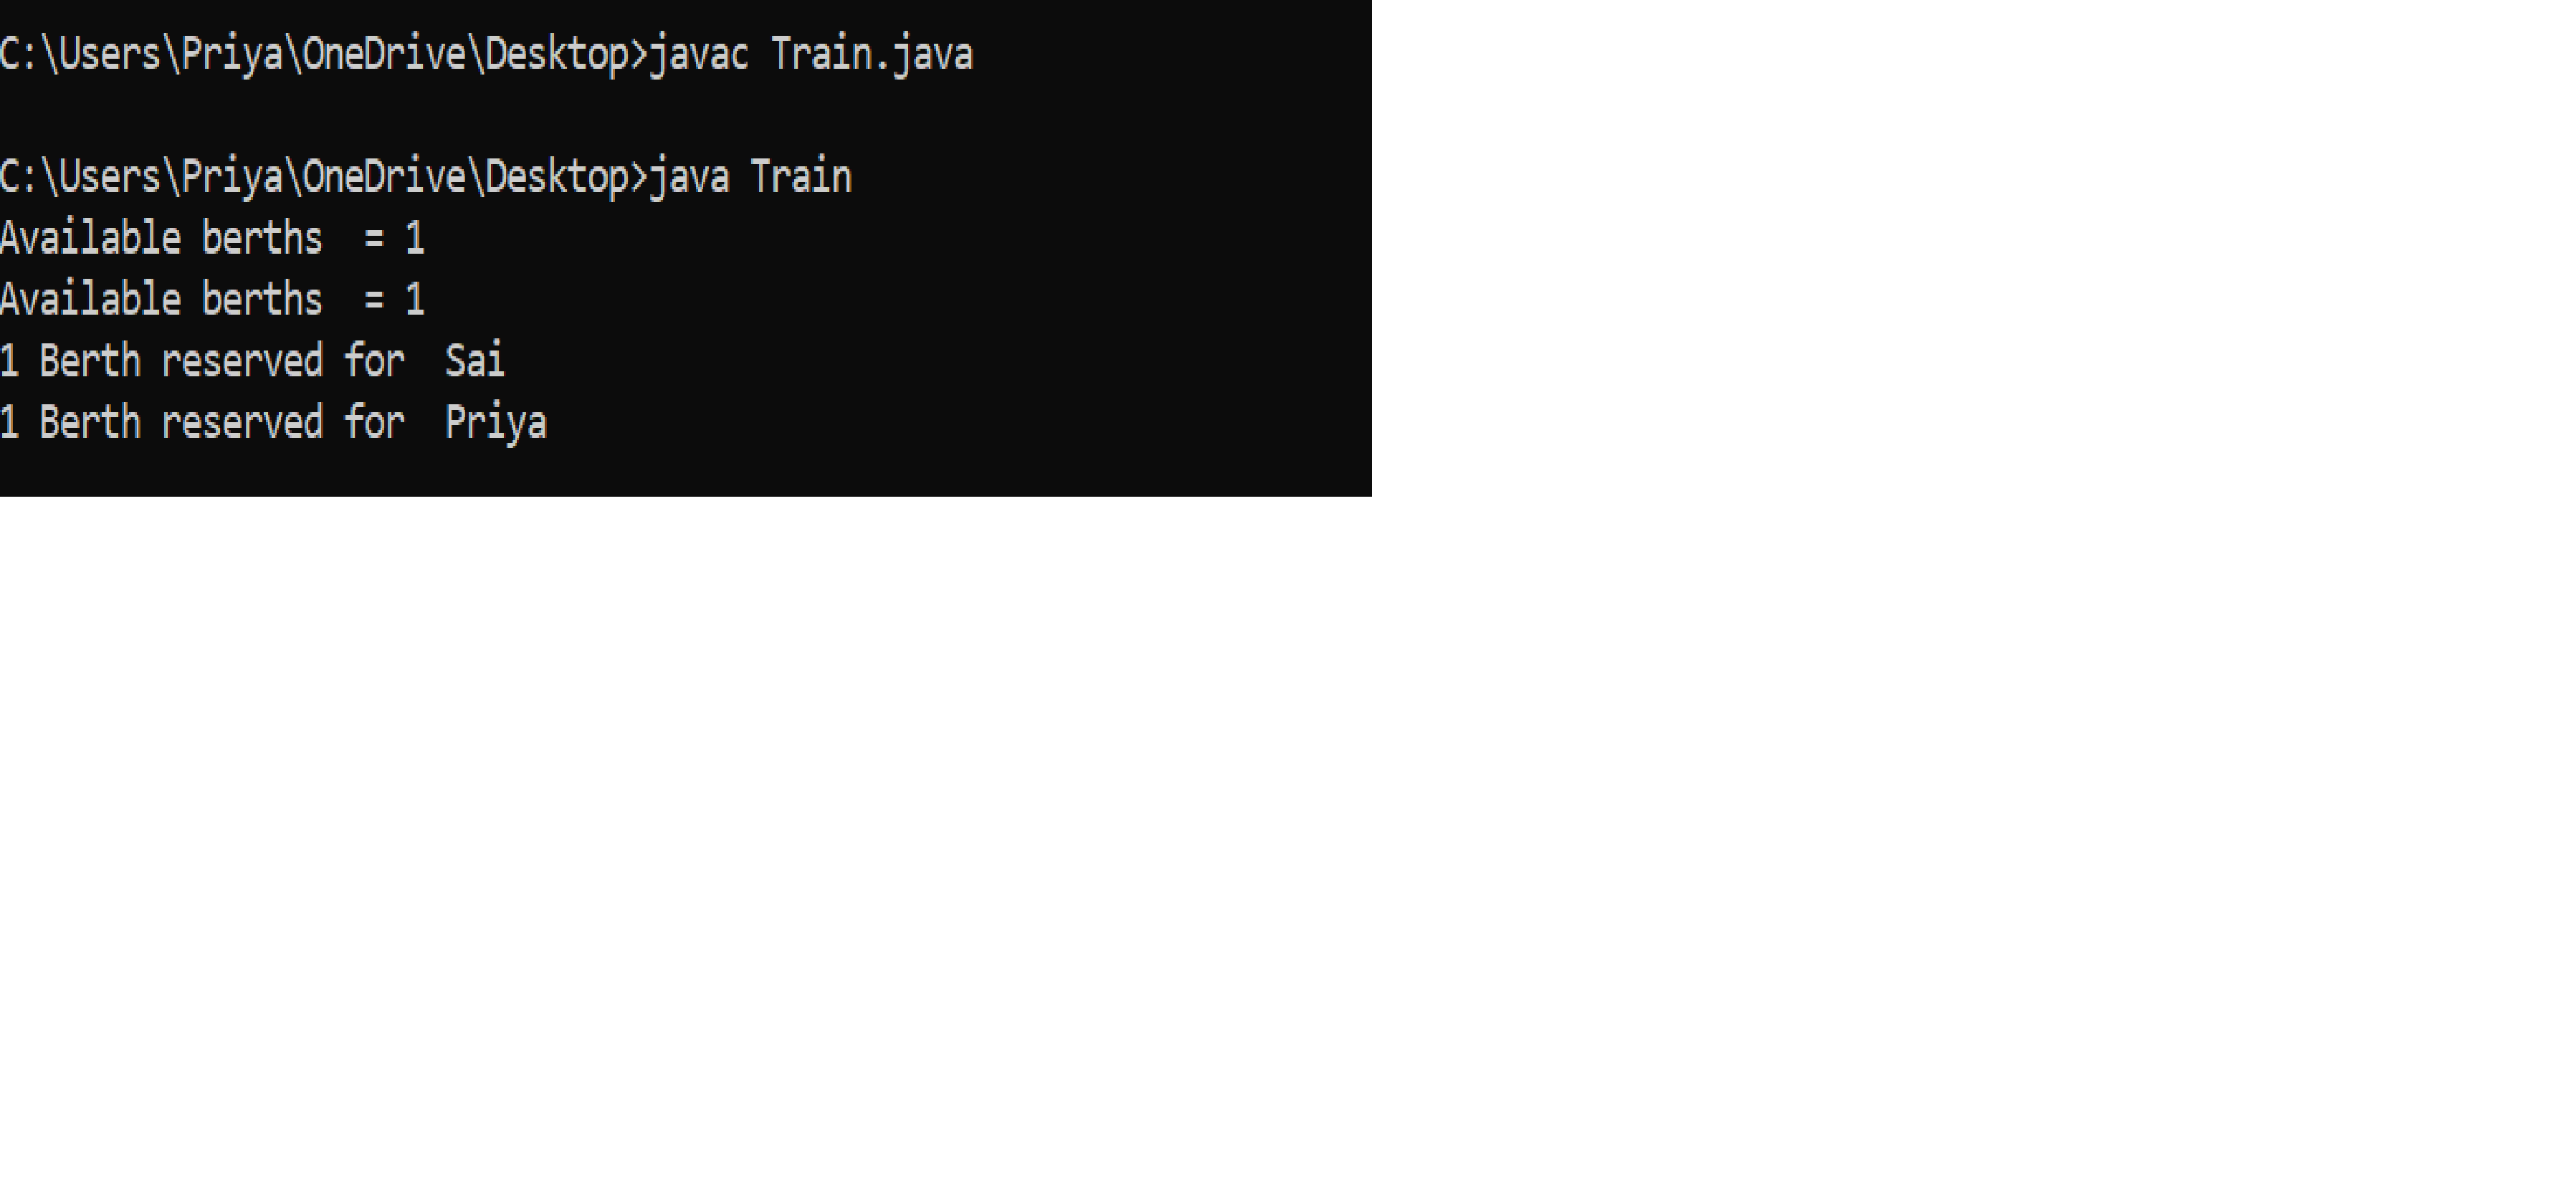 C:\Users\Priya\OneDrive\Desktop>javac Train.java
C:\Users\Priya\OneDrive\Desktop>java Train
Available berths  = 1
Available berths  = 1
1 Berth reserved for  Sai
1 Berth reserved for  Priya